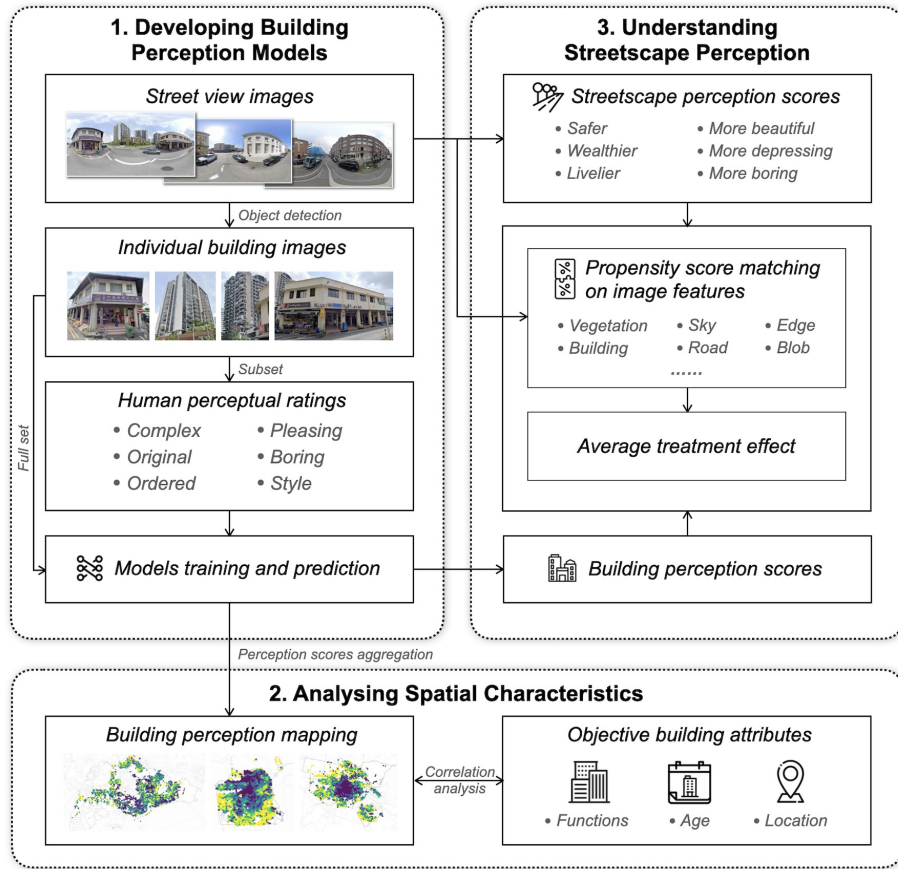 1. Developing Building
Perception Models
Street view images
Object detection
Individual building images
Subset
Full set
Human perceptual ratings
• Complex
• Pleasing
• Original
• Boring
• Ordered
• Style
Models training and prediction
Perception scores aggregation
3. Understanding
Streetscape Perception
Streetscape perception scores
• Safer
• More beautiful
• Wealthier
• More depressing
• Livelier
• More boring
Propensity score matching
on image features
• Vegetation
• Sky
• Edge
• Building
• Road
• Blob
......
Average treatment effect
Building perception scores
2. Analysing Spatial Characteristics
Building perception mapping
Correlation
analysis
Objective building attributes
• Functions
• Age
• Location